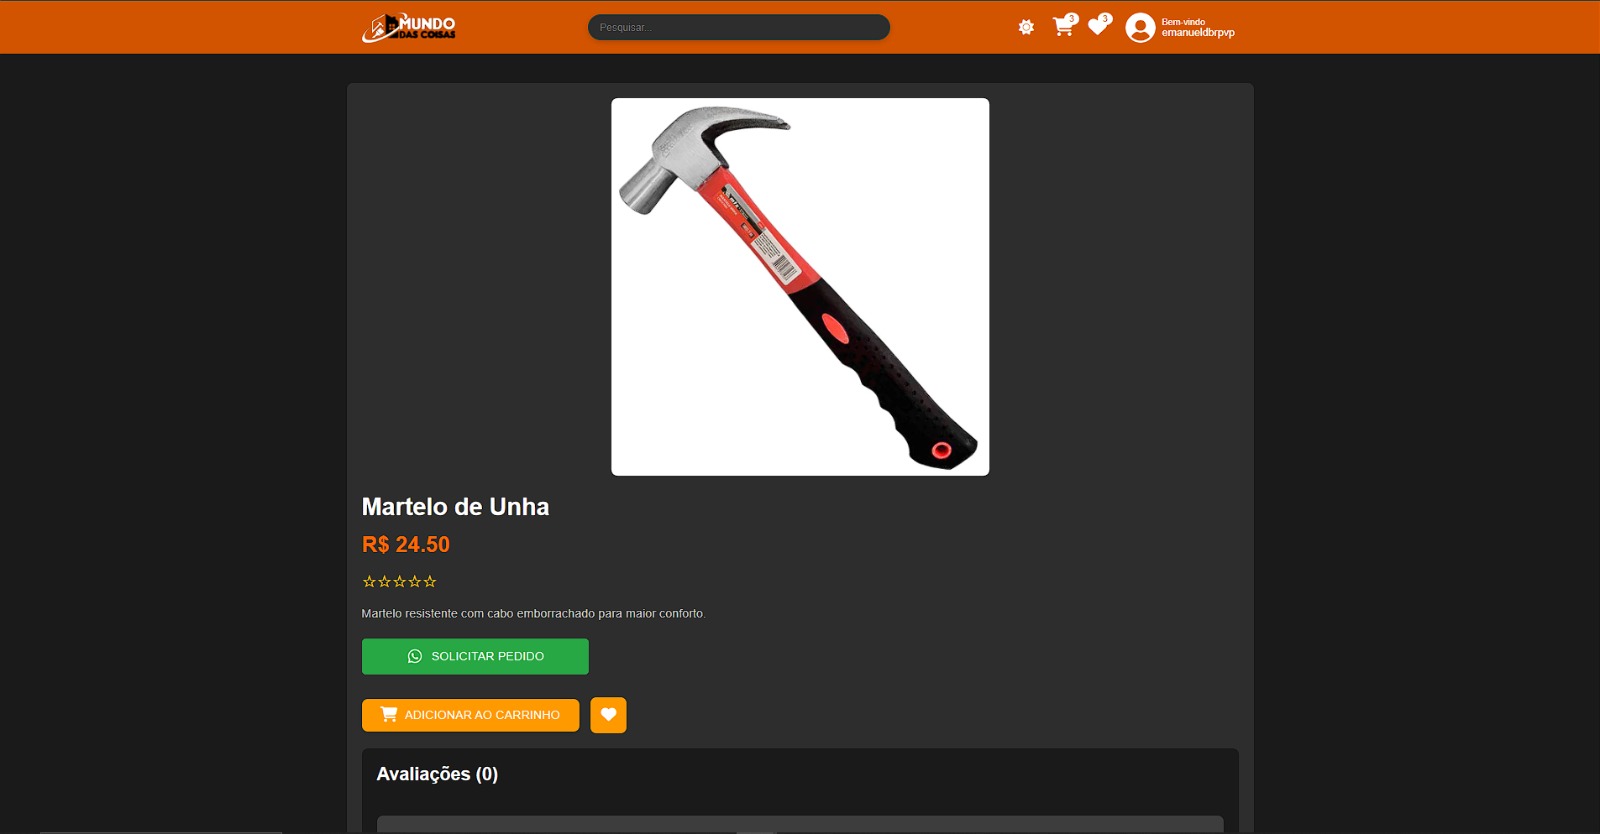 MUNDO
DAS COISAS
Pesquisar...
3
3
Bem-vindo
emanueldbrpvp
Martelo de Unha
R$ 24.50
Martelo resistente com cabo emborrachado para maior conforto.
SOLICITAR PEDIDO
ADICIONAR AO CARRINHO
Avaliações (0)